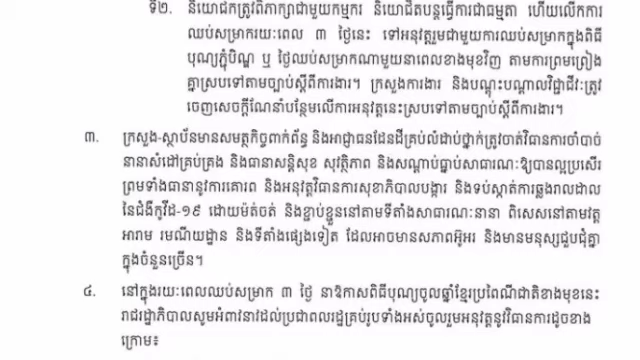 ទី២. និយោជកត្រូវពិភាក្សាជាមួយកម្មករ និយោជិតបន្តធ្វើការជាធម្មតា ហើយលើកការ
ឈប់សម្រាករយៈពេល ៣ ថ្ងៃនេះ ទៅអនុវត្តរួមជាមួយការឈប់សម្រាកក្នុងពិធី
បុណ្យភ្ជុំបិណ្ឌ ឬ ថ្ងៃឈប់សម្រាកណាមួយនាពេលខាងមុខវិញ តាមការព្រមព្រៀង
គ្នាស្របទៅតាមច្បាប់ស្តីពីការងារ។ ក្រសួងការងារ និងបណ្តុះបណ្តាលវិជ្ជាជីវៈត្រូវ
ចេញសេចក្តីណែនាំបន្ថែមលើការអនុវត្តនេះស្របទៅតាមច្បាប់ស្តីពីការងារ។
៣. ក្រសួង-ស្ថាប័នមានសមត្ថកិច្ចពាក់ព័ន្ធ និងអាជ្ញាធរដែនដីគ្រប់លំដាប់ថ្នាក់ត្រូវចាត់វិធានការចាំបាច់
នានាសំដៅគ្រប់គ្រង និងធានាសន្តិសុខ សុវត្ថិភាព និងសណ្តាប់ធ្នាប់សាធារណៈឱ្យបានល្អប្រសើរ
ព្រមទាំងធានានូវការគោរព និងអនុវត្តវិធានការសុខាភិបាលបង្ការ និងទប់ស្កាត់ការឆ្លងរាលដាល
នៃជំងឺកូវីដ-១៩ ដោយម៉ត់ចត់ និងខ្ជាប់ខ្ជួននៅតាមទីតាំងសាធារណៈនានា ពិសេសនៅតាមវត្ត
អារាម រមណីយដ្ឋាន និងទីតាំងផ្សេងទៀត ដែលអាចមានសភាពអ៊ូអរ និងមានមនុស្សជួបជុំគ្នា
ក្នុងចំនួនច្រើន។
៤. នៅក្នុងរយៈពេលឈប់សម្រាក ៣ ថ្ងៃ នាឱកាសពិធីបុណ្យចូលឆ្នាំខ្មែរប្រពៃណីជាតិខាងមុខនេះ
រាជរដ្ឋាភិបាលសូមអំពាវនាវដល់ប្រជាពលរដ្ឋគ្រប់រូបទាំងអស់ចូលរួមអនុវត្តនូវវិធានការដូចខាង
ក្រោម៖